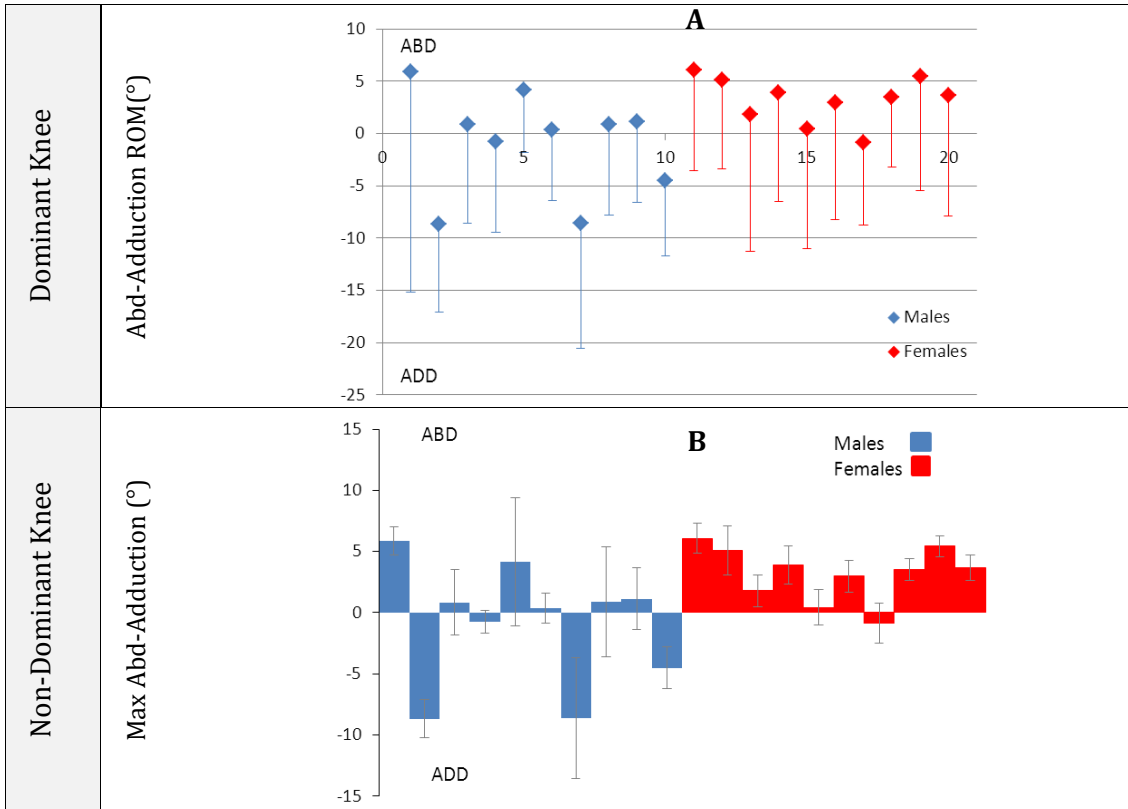 Dominant Knee
Abd-Adduction ROM(°)
A
ABD
10
5
0
-5
-10
-15
-20
-25
0
5
10
15
20
Males
Females
ADD
Non-Dominant Knee
Max Abd-Adduction (°)
B
ABD
15
10
5
0
-5
-10
-15
Males
Females
ADD